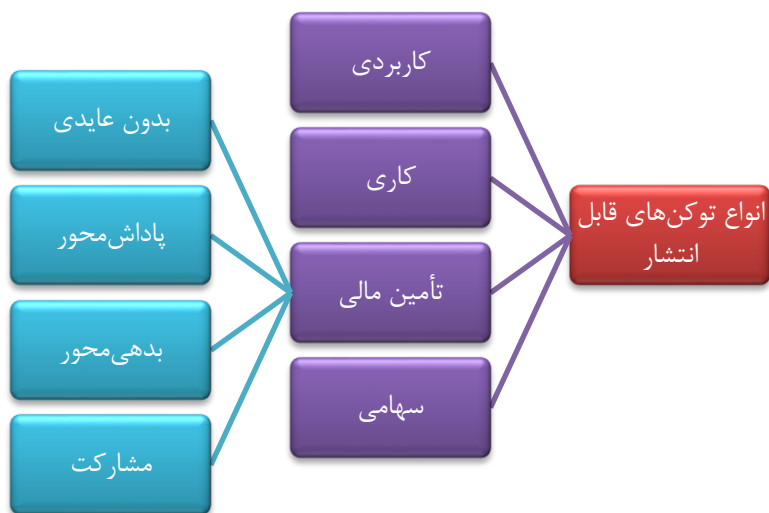 انواع توکن‌های قابل
انتشار
کاربردی
کاری
تأمین مالی
سهامی
بدون عایدی
پاداش‌محور
بدهی‌محور
مشارکت